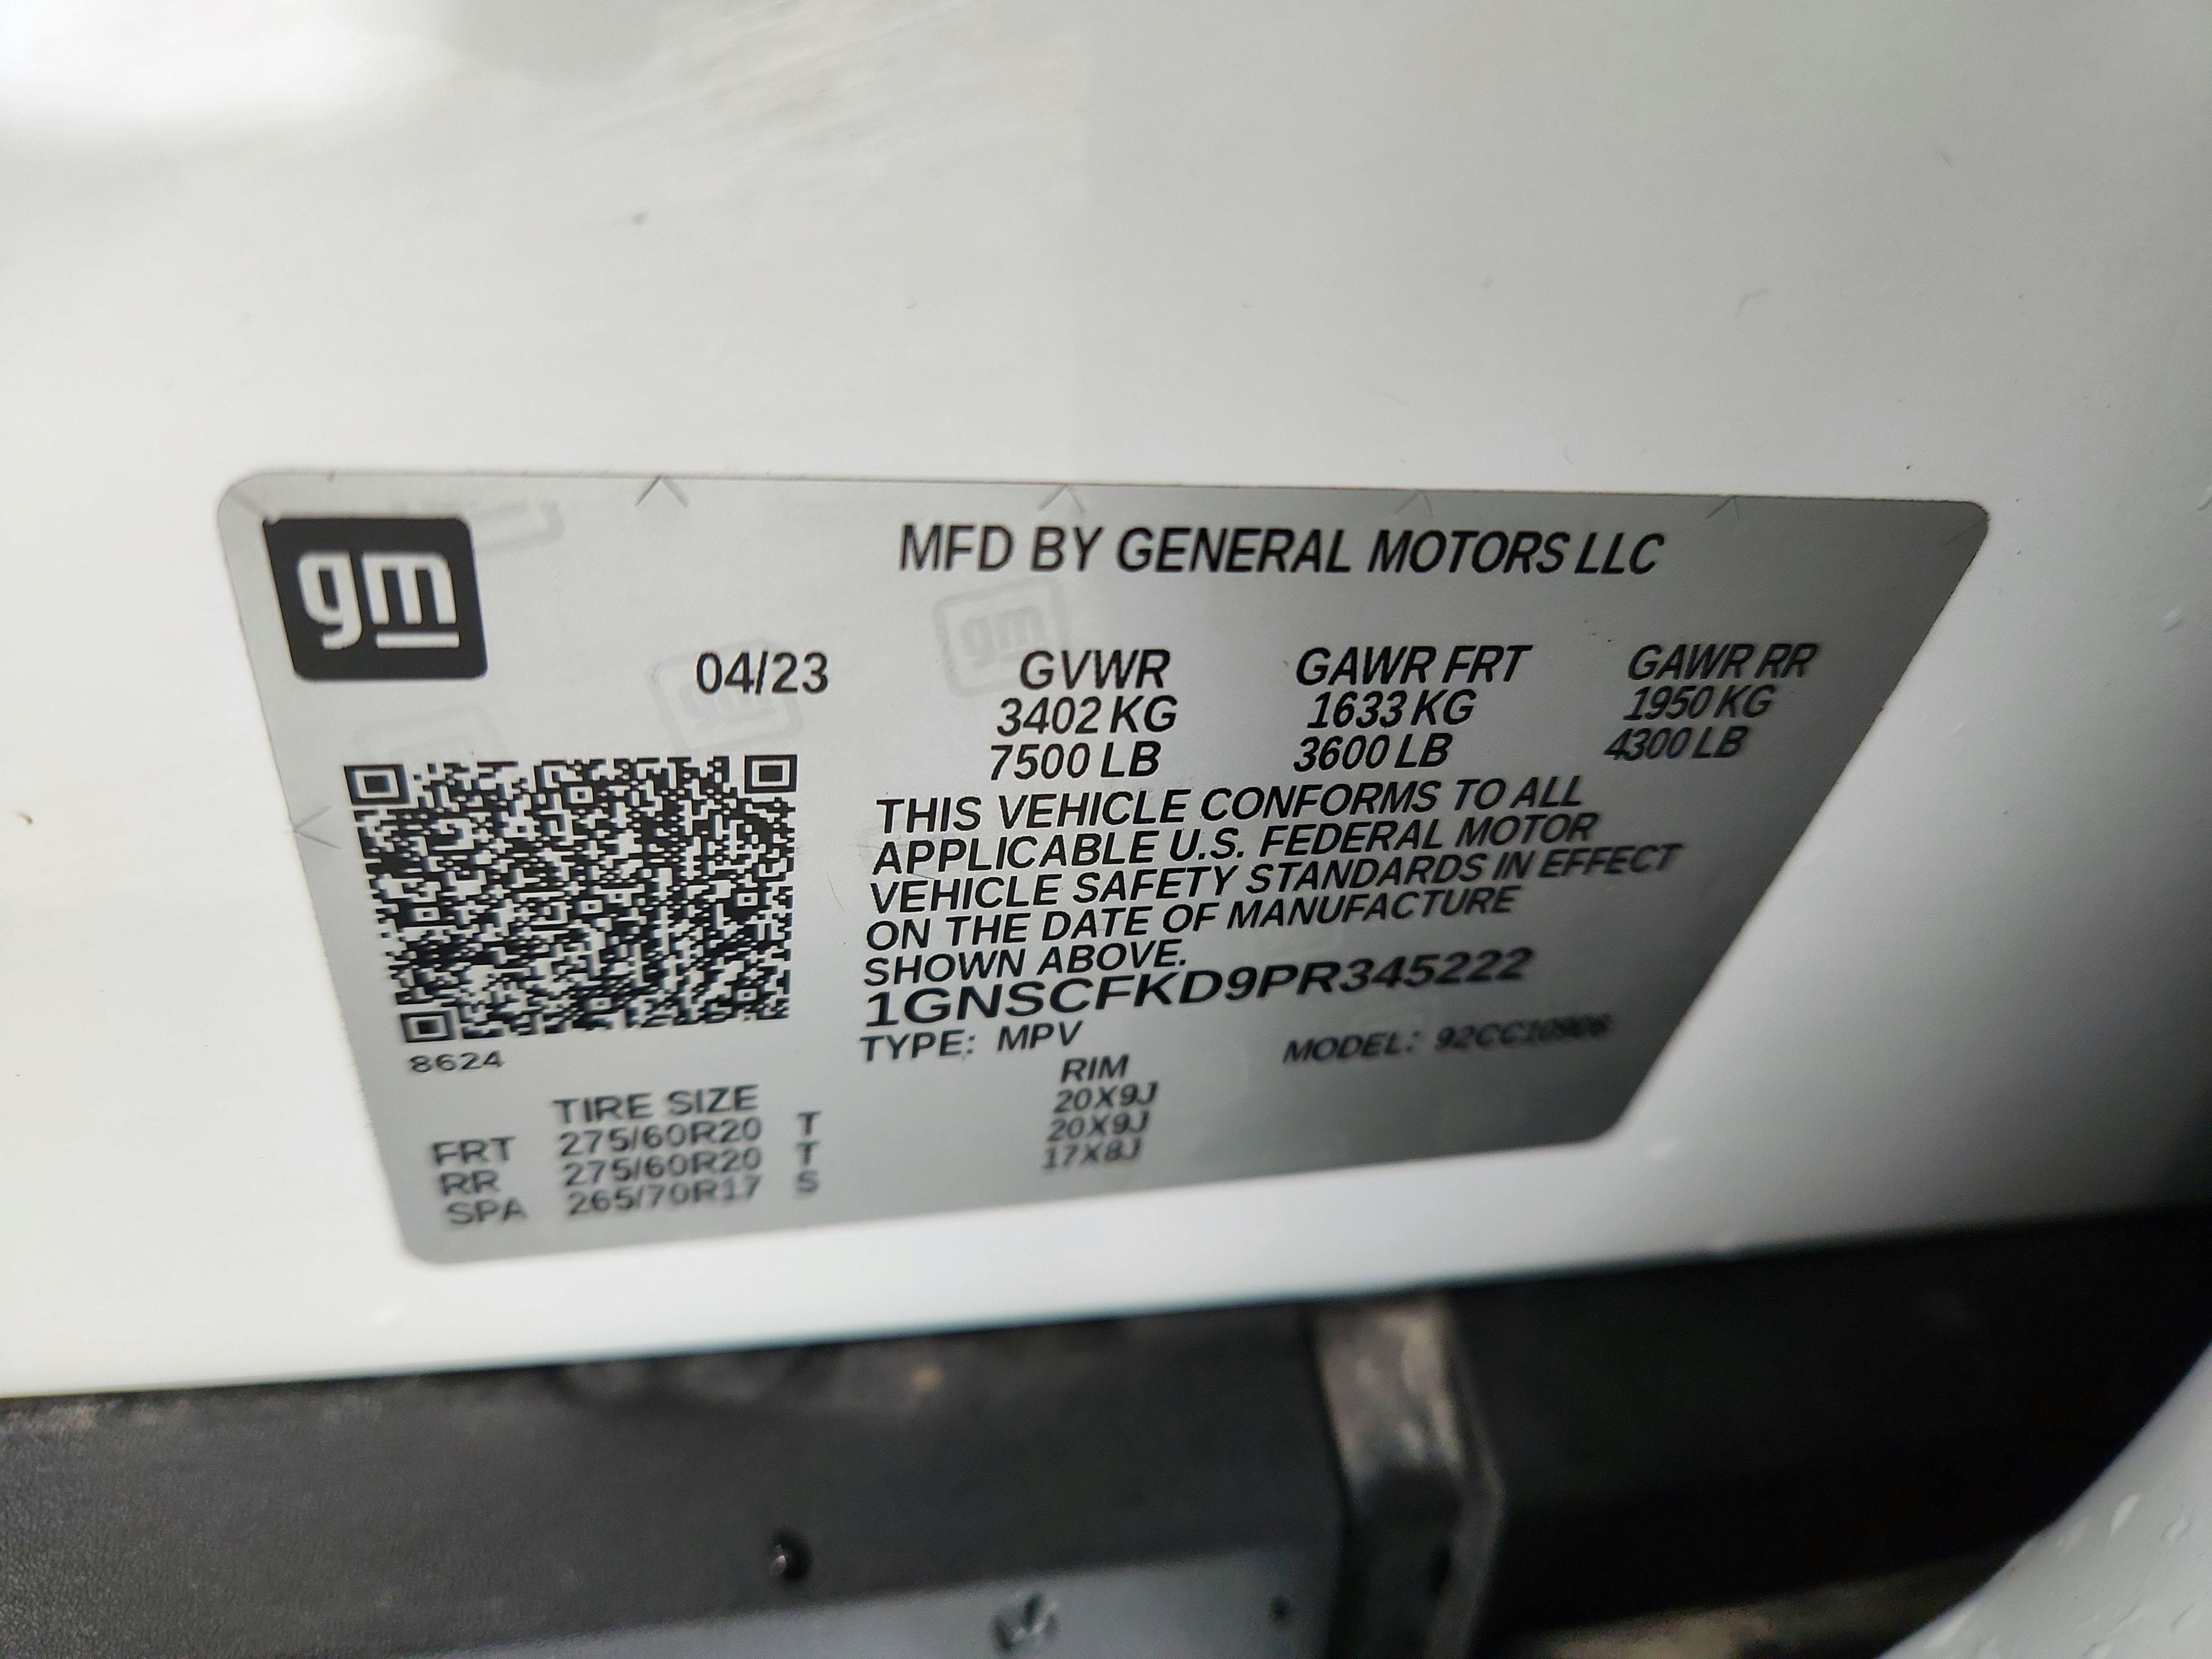 gm
MFD BY GENERAL MOTORS LLC
04/23 GVWR GAWR FRT GAWR RR
3402 KG 1633 KG 1950 KG
7500 LB 3600 LB 4300 LB
THIS VEHICLE CONFORMS TO ALL
APPLICABLE U.S. FEDERAL MOTOR
VEHICLE SAFETY STANDARDS IN EFFECT
ON THE DATE OF MANUFACTURE
SHOWN ABOVE.
1GNSCFKD9PR345222
TYPE: MPV MODEL: 92CC10906
8624
TIRE SIZE RIM
FRT 275/60R20 T 20X9J
RR 275/60R20 T 20X9J
SPA 265/70R17 S 17X8J